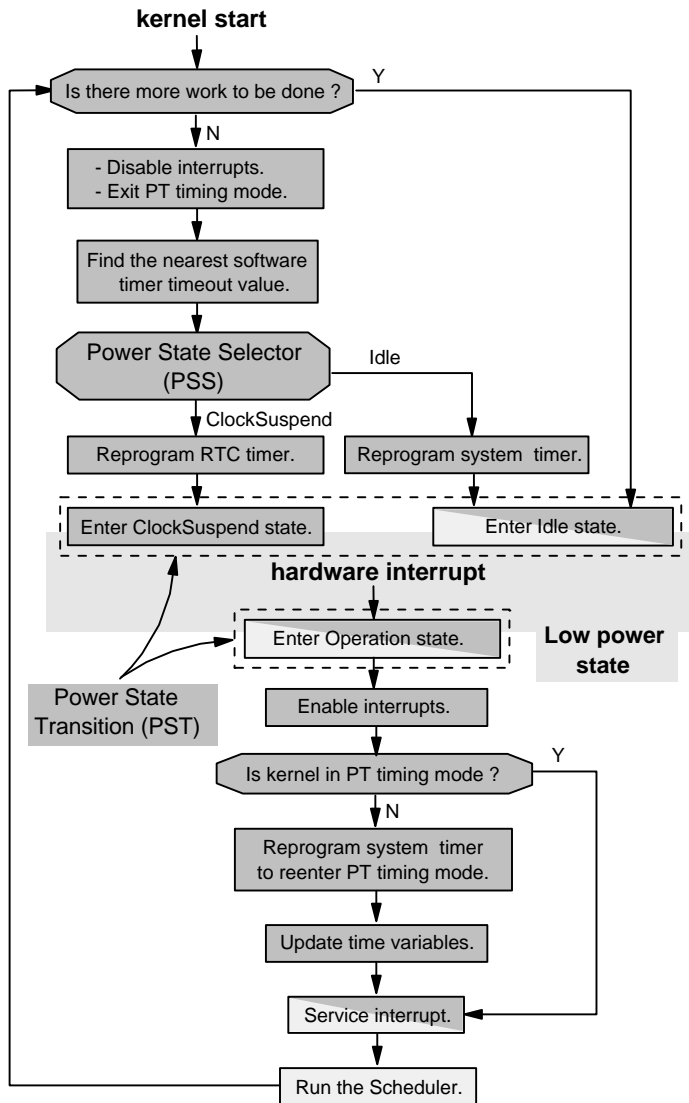 kernel start
Is there more work to be done ?
Y
N
- Disable interrupts.
- Exit PT timing mode.
Find the nearest software
timer timeout value.
Power State Selector
(PSS)
Idle
ClockSuspend
Reprogram RTC timer.
Reprogram system timer.
Enter ClockSuspend state.
Enter Idle state.
hardware interrupt
Enter Operation state.
Low power
state
Power State
Transition (PST)
Enable interrupts.
Is kernel in PT timing mode ?
Y
N
Reprogram system timer
to reenter PT timing mode.
Update time variables.
Service interrupt.
Run the Scheduler.